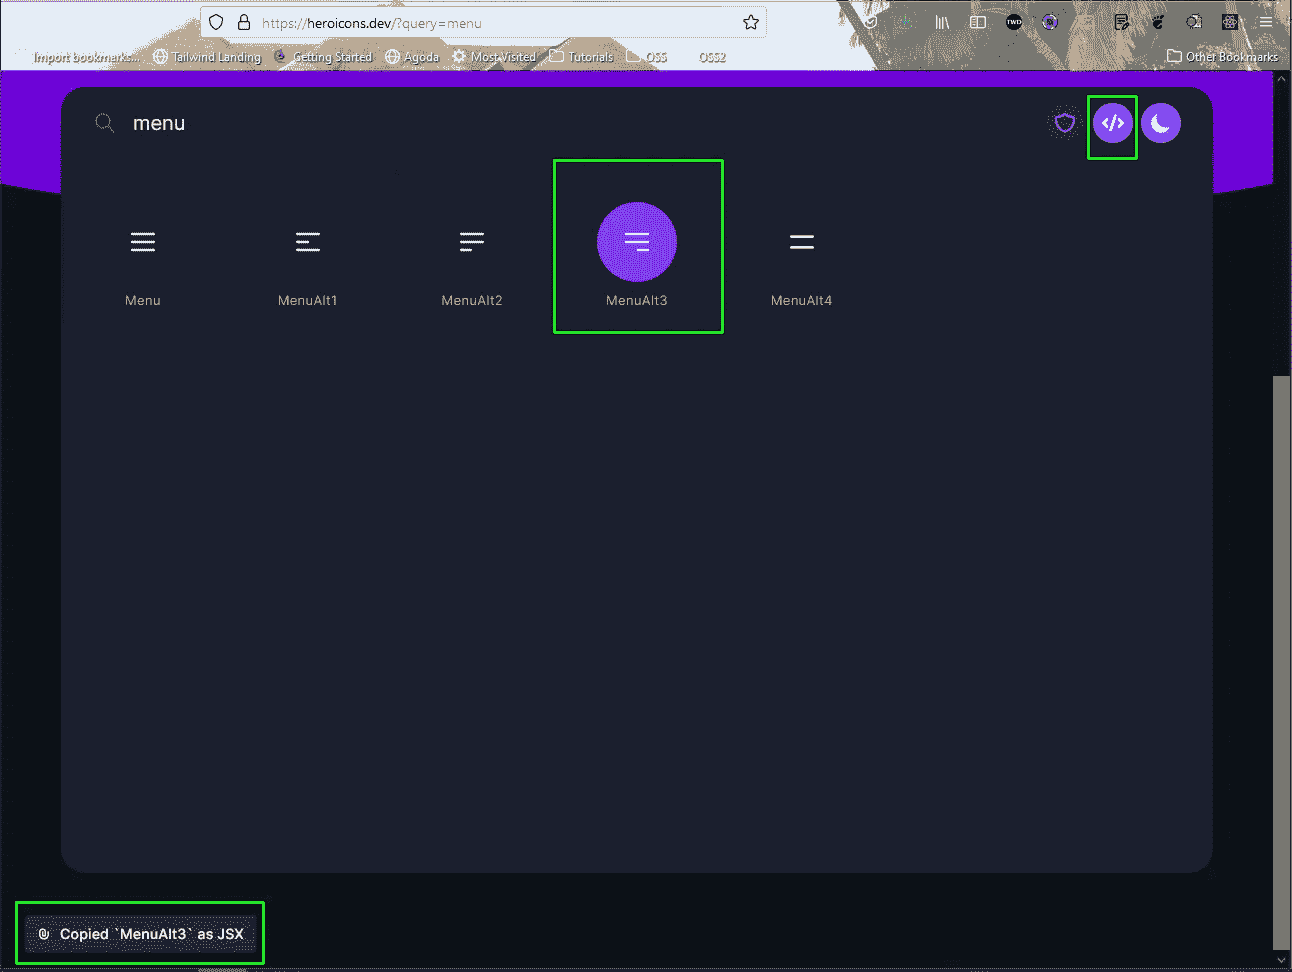 https://heroicons.dev/?query=menu
TWD
Import bookmarks... Tailwind Landing Getting Started Agoda Most Visited Tutorials OSS OSS2 Other Bookmarks
menu
</>
Menu MenuAlt1 MenuAlt2 MenuAlt3 MenuAlt4
Copied `MenuAlt3` as JSX